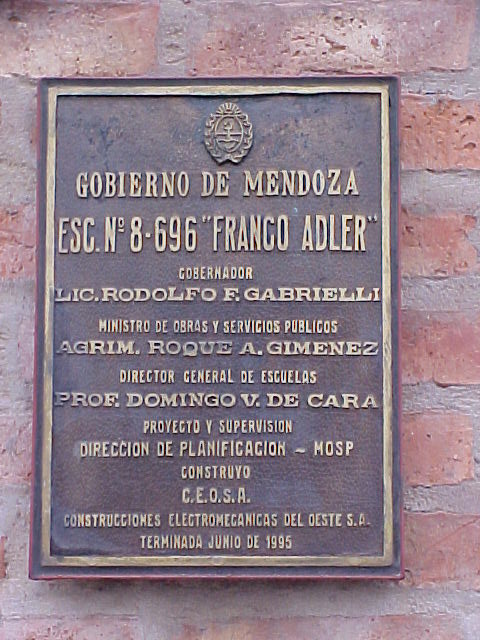 GOBIERNO DE MENDOZA
ESC. Nº 8-696 "FRANCO ADLER"
GOBERNADOR
LIC. RODOLFO F. GABRIELLI
MINISTRO DE OBRAS Y SERVICIOS PUBLICOS
AGRIM. ROQUE A. GIMENEZ
DIRECTOR GENERAL DE ESCUELAS
PROF. DOMINGO V. DE CARA
PROYECTO Y SUPERVISION
DIRECCION DE PLANIFICACION ~ MOSP
CONSTRUYO
C.E.O.S.A.
CONSTRUCCIONES ELECTROMECANICAS DEL OESTE S.A.
TERMINADA JUNIO DE 1995